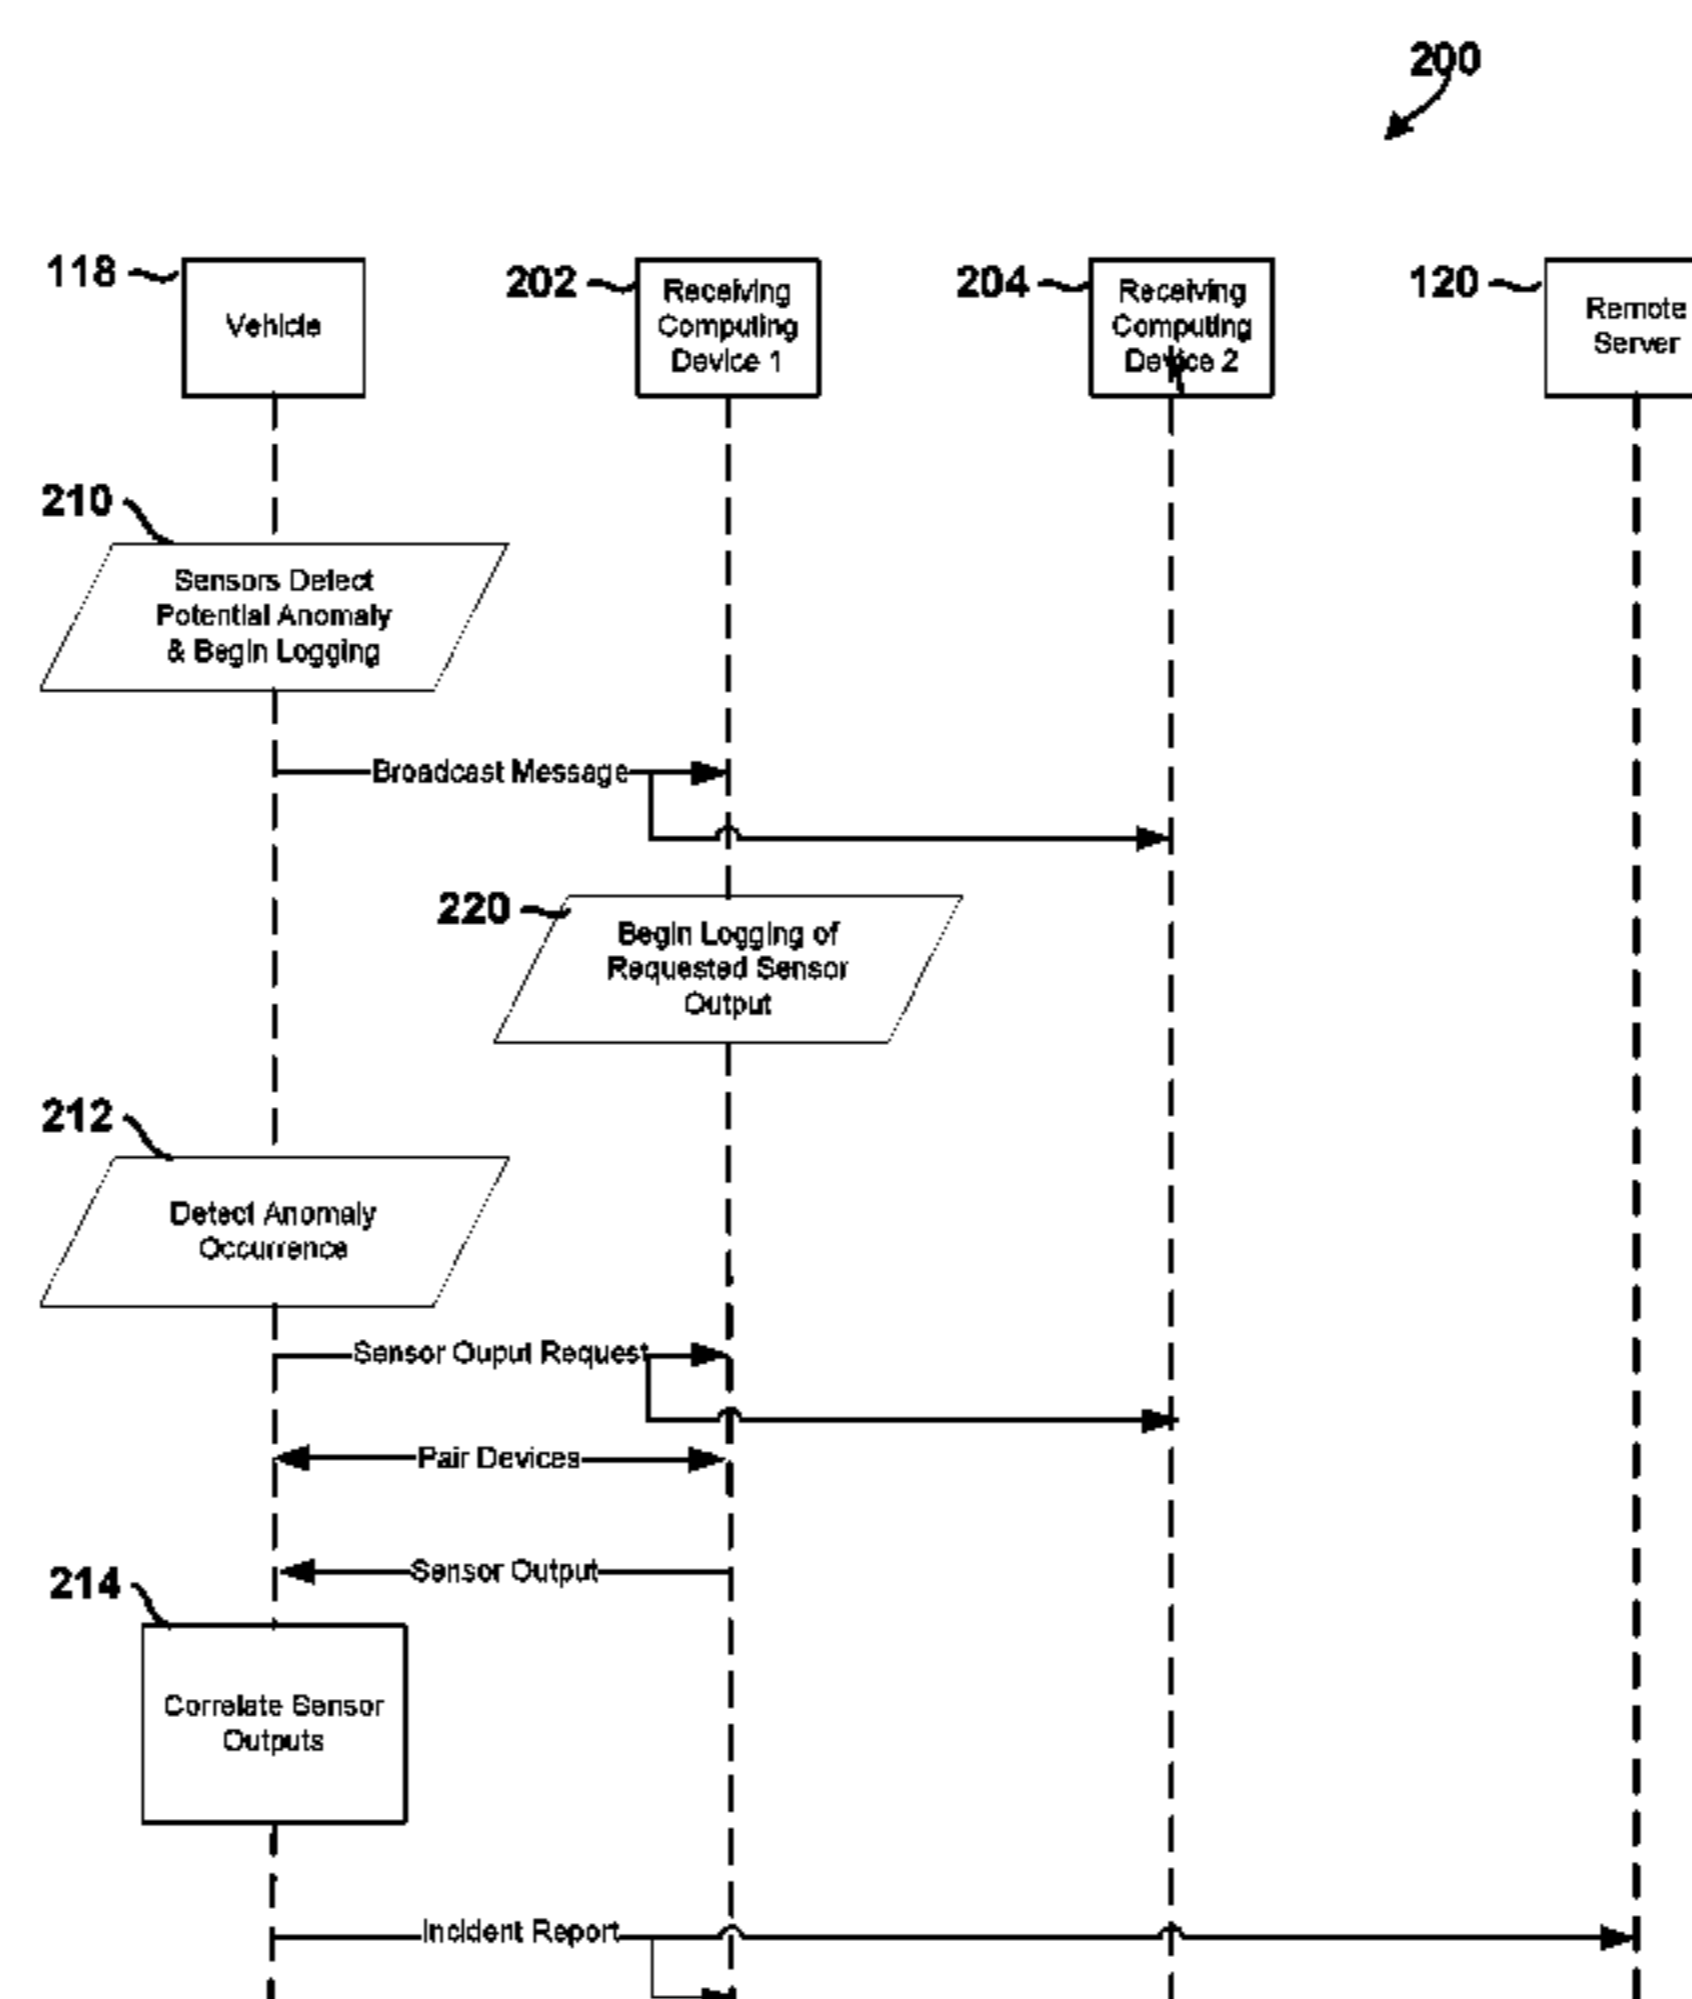 200
118
Vehicle
202
Receiving
Computing
Device 1
204
Receiving
Computing
Device 2
120
Remote
Server
210
Sensors Detect
Potential Anomaly
& Begin Logging
Broadcast Message
220
Begin Logging of
Requested Sensor
Output
212
Detect Anomaly
Occurrence
Sensor Ouput Request
Pair Devices
Sensor Output
214
Correlate Sensor
Outputs
Incident Report